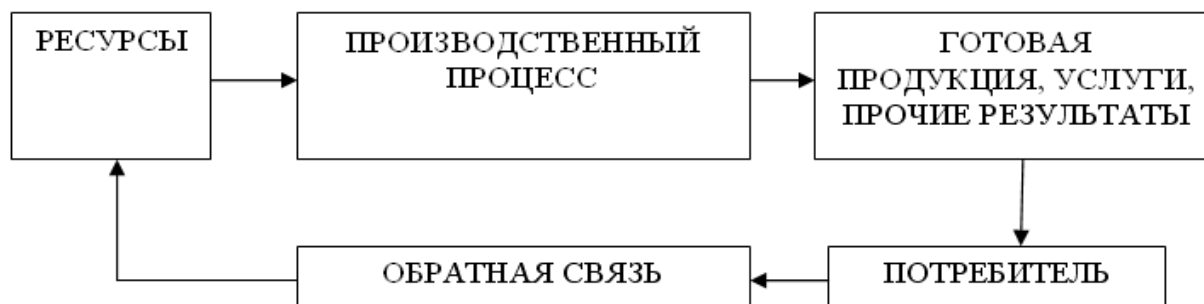 РЕСУРСЫ
ПРОИЗВОДСТВЕННЫЙ
ПРОЦЕСС
ГОТОВАЯ
ПРОДУКЦИЯ, УСЛУГИ,
ПРОЧИЕ РЕЗУЛЬТАТЫ
ОБРАТНАЯ СВЯЗЬ
ПОТРЕБИТЕЛЬ